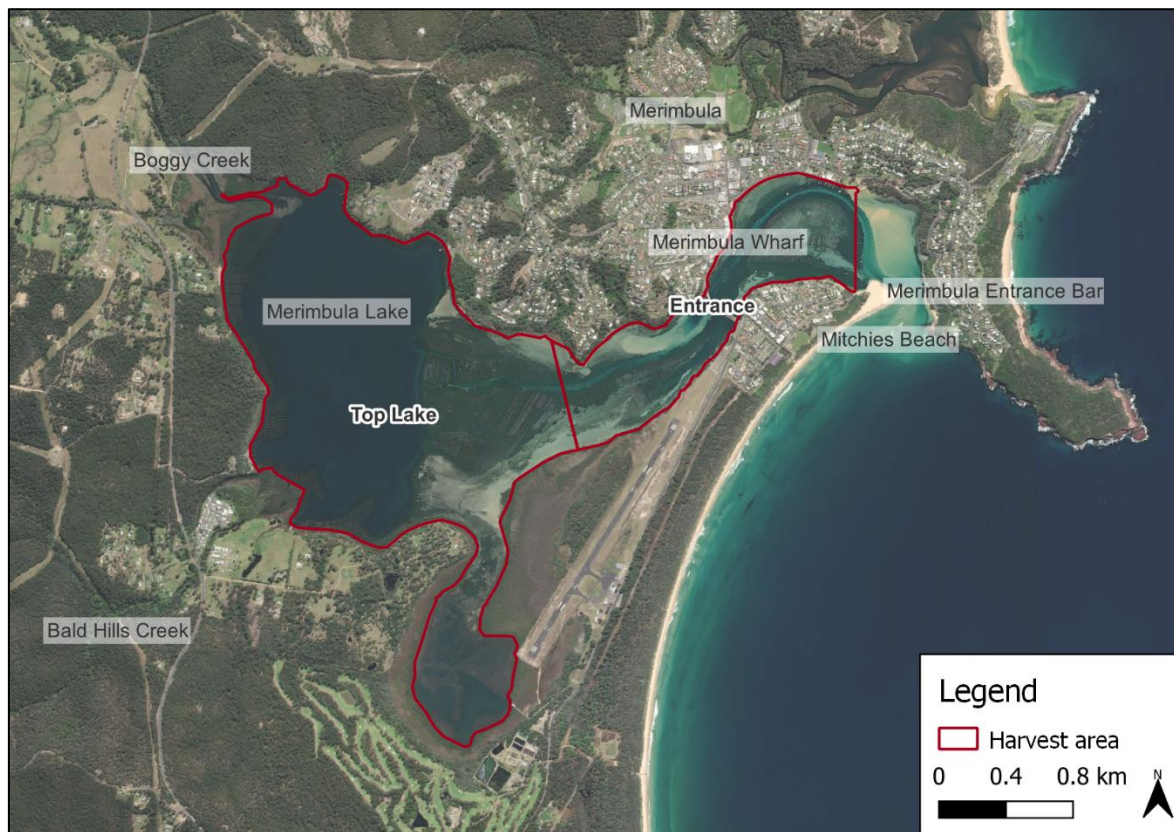 Merimbula
Boggy Creek
Merimbula Wharf
Merimbula Entrance Bar
Merimbula Lake
Entrance
Mitchies Beach
Top Lake
Bald Hills Creek
Legend
Harvest area
0 0.4 0.8 km
N